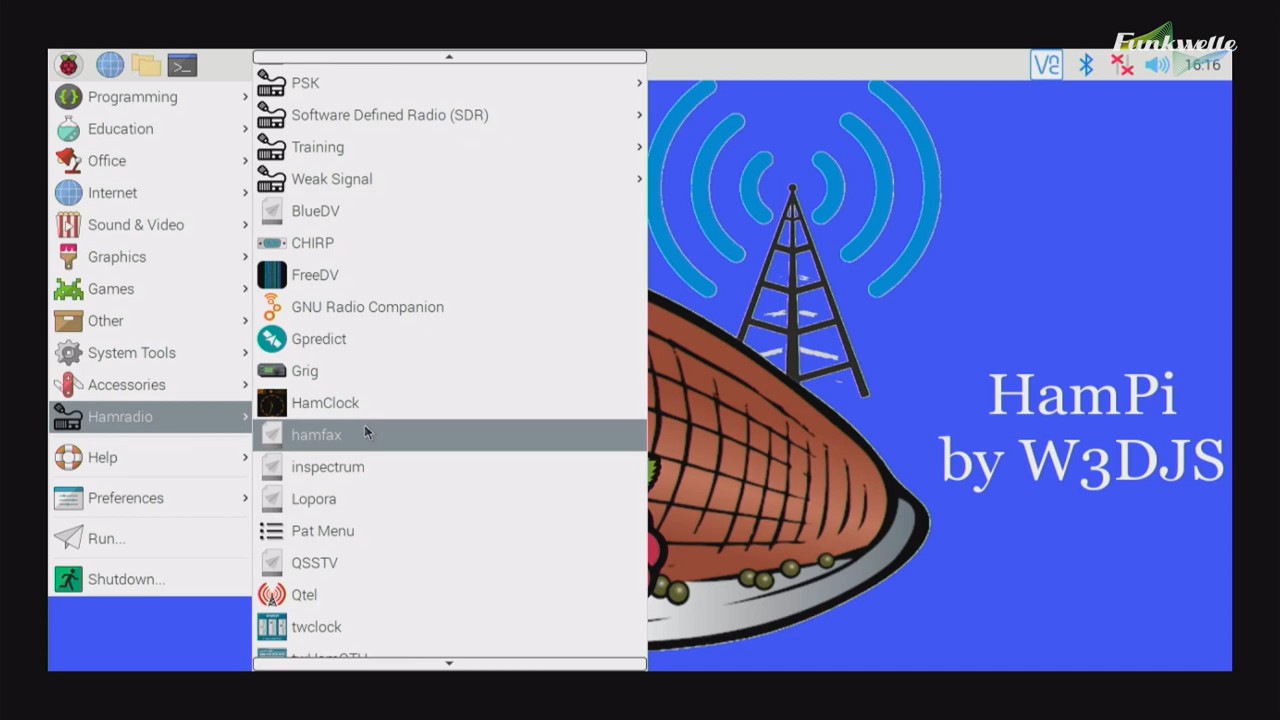 Funkwelle
16:16
Programming
Education
Office
Internet
Sound & Video
Graphics
Games
Other
System Tools
Accessories
Hamradio
Help
Preferences
Run...
Shutdown...
PSK
Software Defined Radio (SDR)
Training
Weak Signal
BlueDV
CHIRP
FreeDV
GNU Radio Companion
Gpredict
Grig
HamClock
hamfax
inspectrum
Lopora
Pat Menu
QSSTV
Qtel
twclock
HamPi
by W3DJS